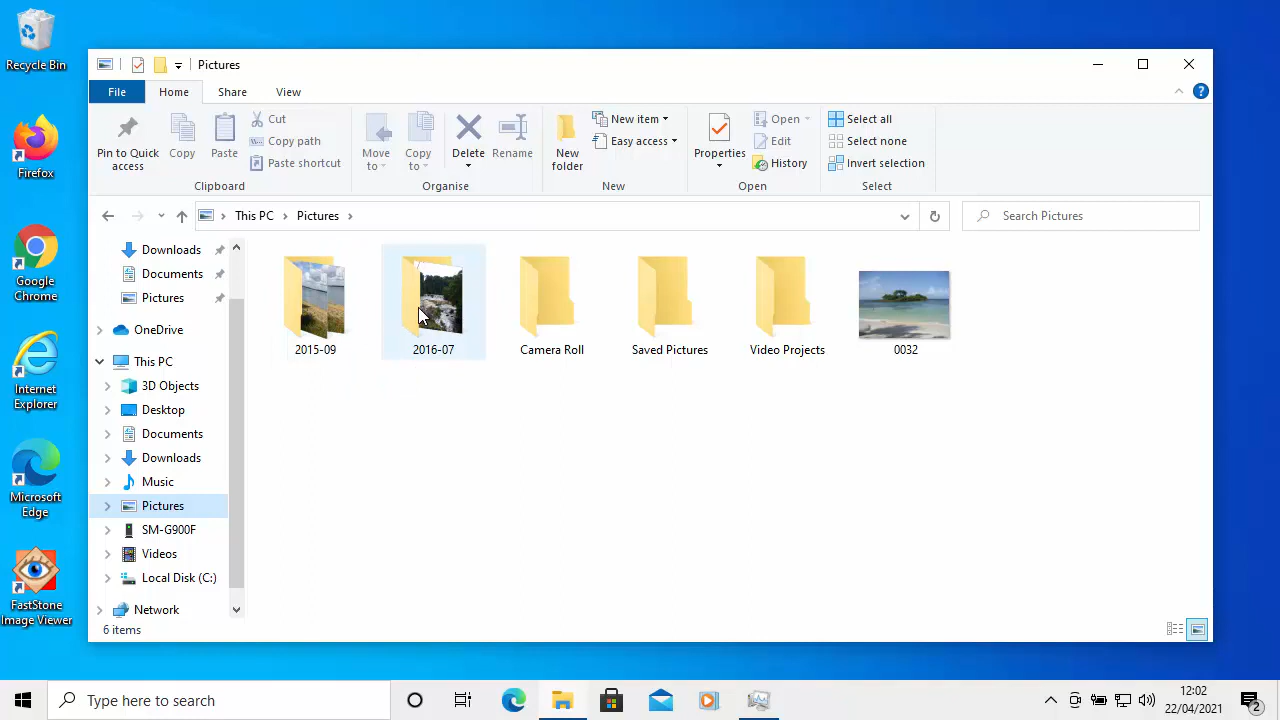 Recycle Bin
Firefox
Google
Chrome
Internet
Explorer
Microsoft
Edge
FastStone
Image Viewer
Pictures
File
Home
Share
View
Pin to Quick
access
Copy
Paste
Cut
Copy path
Paste shortcut
Clipboard
Move
to
Copy
to
Delete
Rename
Organise
New
folder
New item
Easy access
New
Properties
Open
Edit
History
Open
Select all
Select none
Invert selection
Select
This PC
Pictures
Search Pictures
Downloads
Documents
Pictures
OneDrive
This PC
3D Objects
Desktop
Documents
Downloads
Music
Pictures
SM-G900F
Videos
Local Disk (C:)
Network
2015-09
2016-07
Camera Roll
Saved Pictures
Video Projects
0032
6 items
Type here to search
12:02
22/04/2021
2